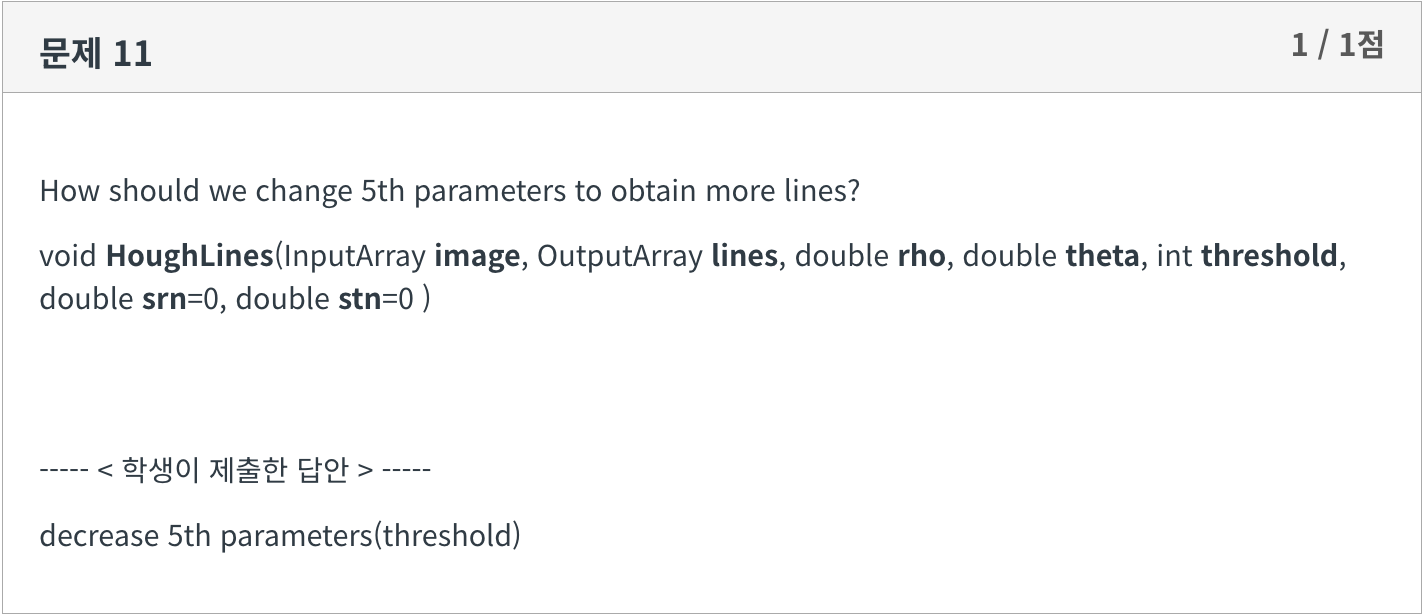 문제 11
1 / 1점
How should we change 5th parameters to obtain more lines?
void HoughLines(InputArray image, OutputArray lines, double rho, double theta, int threshold,
double srn=0, double stn=0 )
----- < 학생이 제출한 답안 > -----
decrease 5th parameters(threshold)